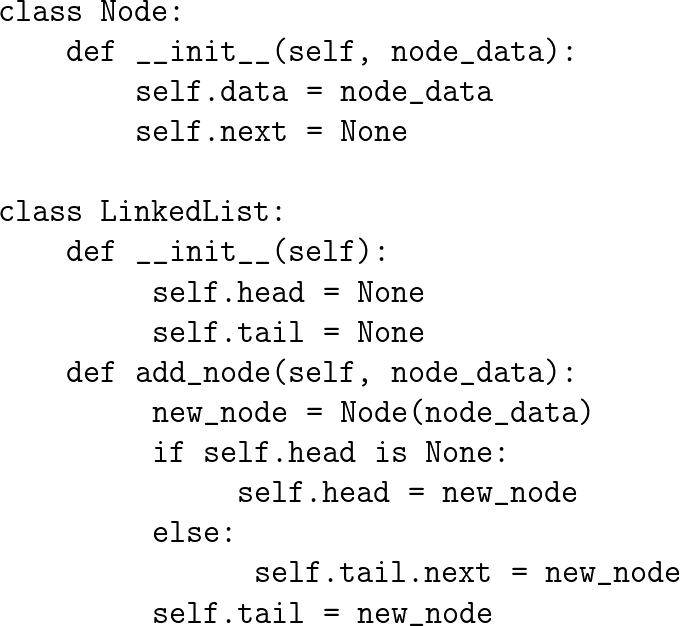 class Node:
    def __init__(self, node_data):
        self.data = node_data
        self.next = None

class LinkedList:
    def __init__(self):
         self.head = None
         self.tail = None
    def add_node(self, node_data):
         new_node = Node(node_data)
         if self.head is None:
              self.head = new_node
         else:
               self.tail.next = new_node
         self.tail = new_node